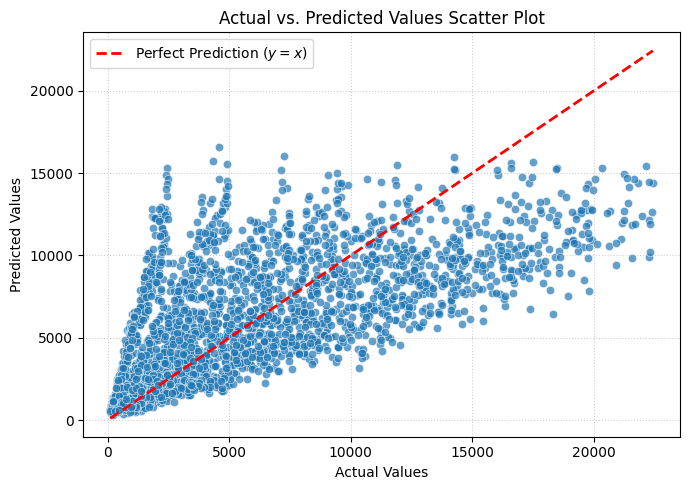 Actual vs. Predicted Values Scatter Plot
Perfect Prediction (y = x)
20000
15000
10000
5000
0
Predicted Values
0 5000 10000 15000 20000
Actual Values